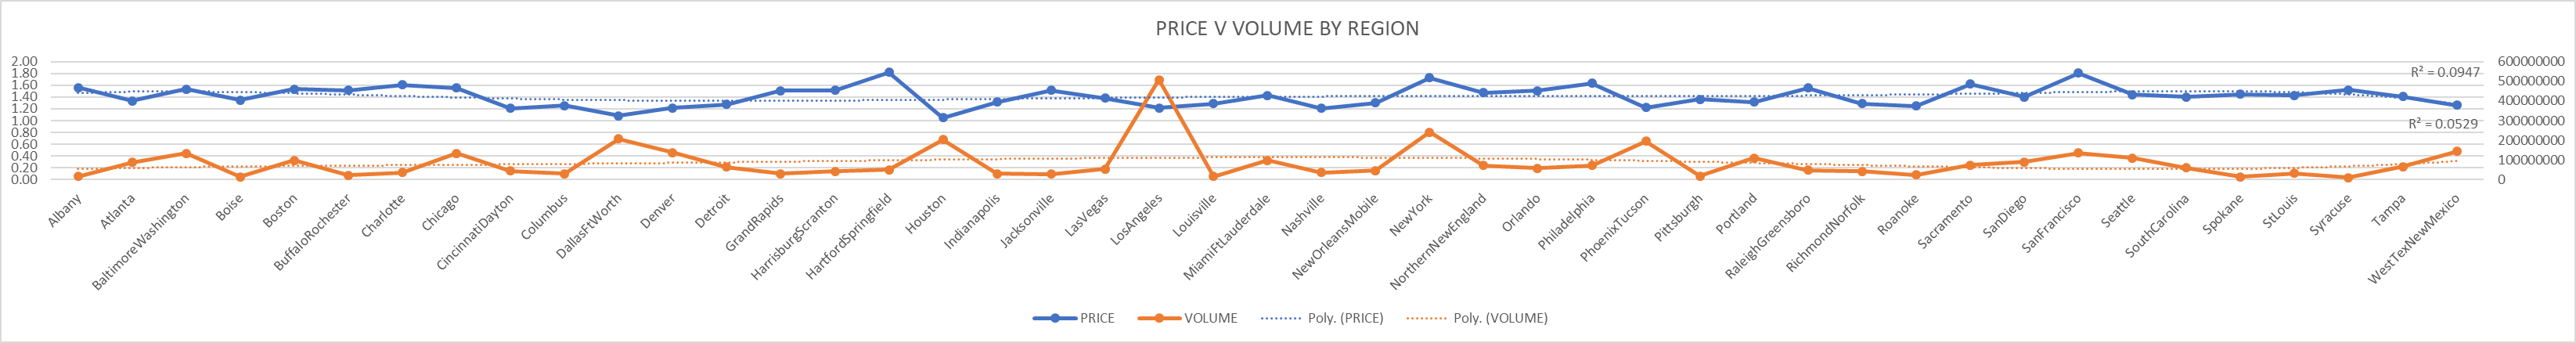 PRICE V VOLUME BY REGION
2.00
1.80
1.60
1.40
1.20
1.00
0.80
0.60
0.40
0.20
0.00
R² = 0.0947
R² = 0.0529
600000000
500000000
400000000
300000000
200000000
100000000
0
Albany
Atlanta
BaltimoreWashington
Boise
Boston
BuffaloRochester
Charlotte
Chicago
CincinnatiDayton
Columbus
DallasFtWorth
Denver
Detroit
GrandRapids
HarrisburgScranton
HartfordSpringfield
Houston
Indianapolis
Jacksonville
LasVegas
LosAngeles
Louisville
MiamiFtLauderdale
Nashville
NewOrleansMobile
NewYork
NorthernNewEngland
Orlando
Philadelphia
PhoenixTucson
Pittsburgh
Portland
RaleighGreensboro
RichmondNorfolk
Roanoke
Sacramento
SanDiego
SanFrancisco
Seattle
SouthCarolina
Spokane
StLouis
Syracuse
Tampa
WestTexNewMexico
PRICE VOLUME Poly. (PRICE) Poly. (VOLUME)